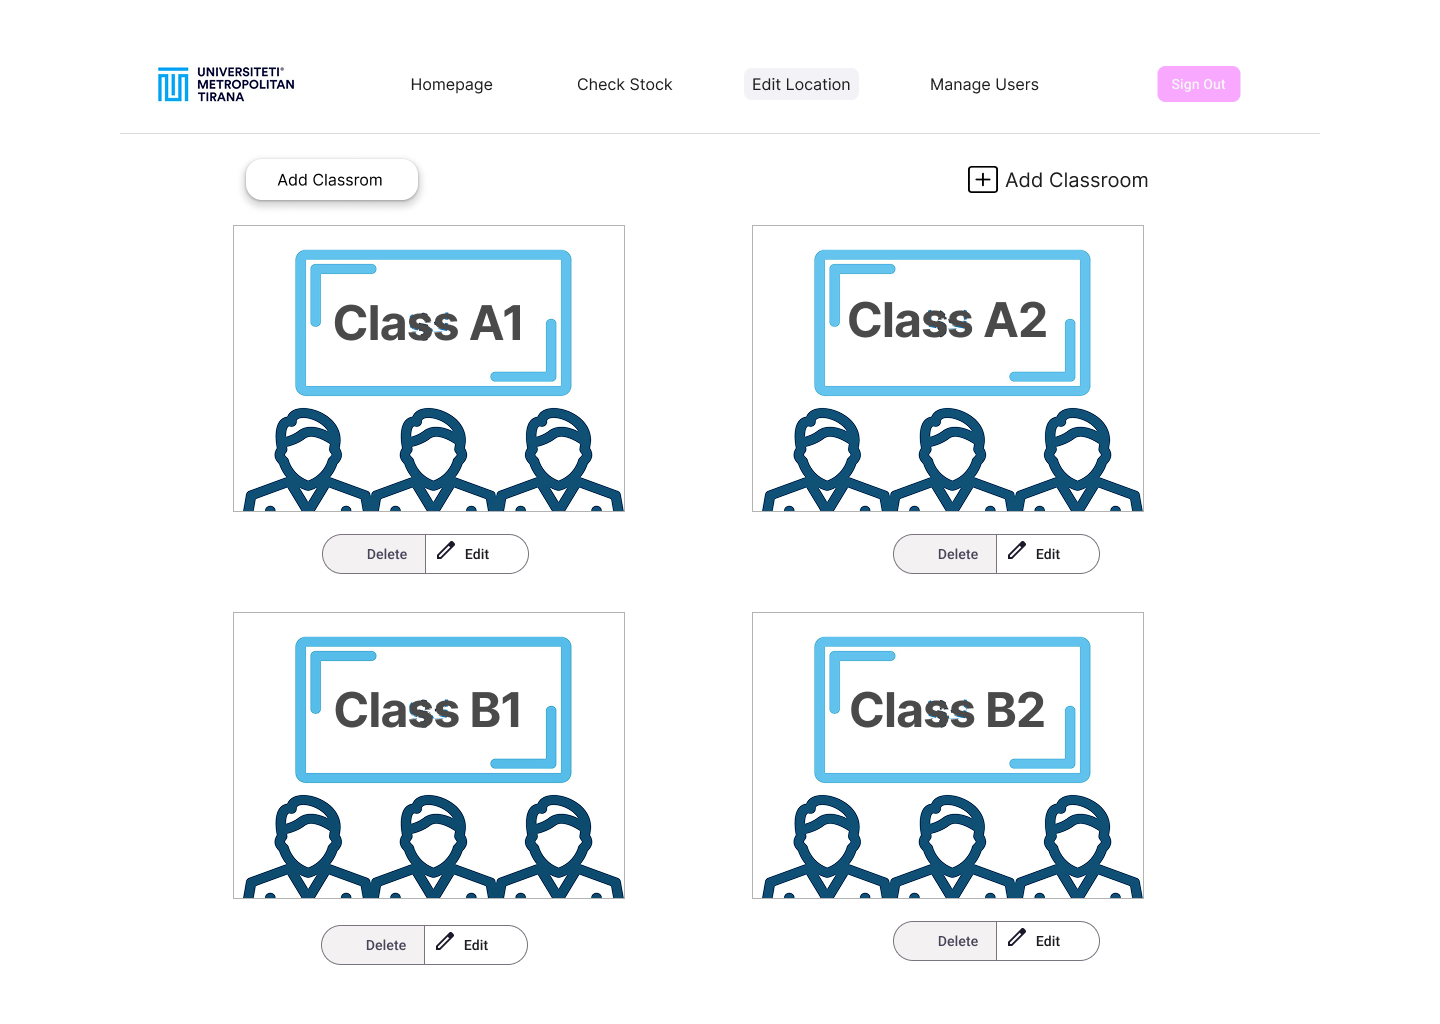 UNIVERSITETI®
METROPOLITAN
TIRANA
Homepage
Check Stock
Edit Location
Manage Users
Sign Out
Add Classrom
Add Classroom
Class A1
Class A2
Delete
Edit
Delete
Edit
Class B1
Class B2
Delete
Edit
Delete
Edit